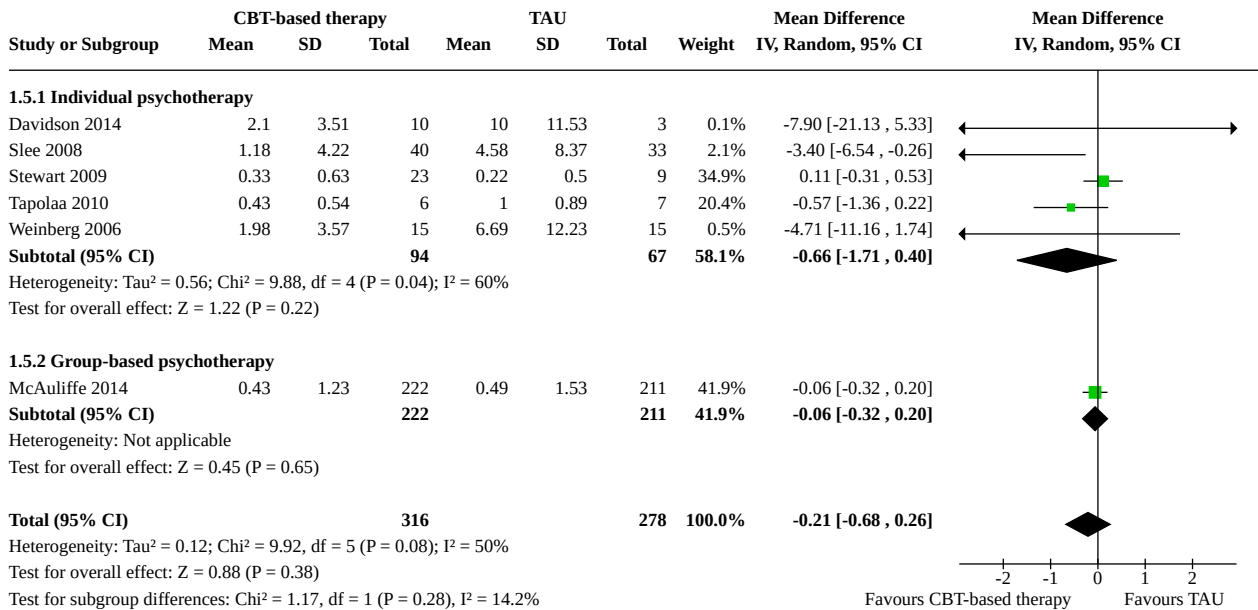 CBT-based therapy TAU Mean Difference Mean Difference
Study or Subgroup Mean SD Total Mean SD Total Weight IV, Random, 95% CI IV, Random, 95% CI
1.5.1 Individual psychotherapy
Davidson 2014 2.1 3.51 10 10 11.53 3 0.1% -7.90 [-21.13 , 5.33]
Slee 2008 1.18 4.22 40 4.58 8.37 33 2.1% -3.40 [-6.54 , -0.26]
Stewart 2009 0.33 0.63 23 0.22 0.5 9 34.9% 0.11 [-0.31 , 0.53]
Tapolaa 2010 0.43 0.54 6 1 0.89 7 20.4% -0.57 [-1.36 , 0.22]
Weinberg 2006 1.98 3.57 15 6.69 12.23 15 0.5% -4.71 [-11.16 , 1.74]
Subtotal (95% CI) 94 67 58.1% -0.66 [-1.71 , 0.40]
Heterogeneity: Tau² = 0.56; Chi² = 9.88, df = 4 (P = 0.04); I² = 60%
Test for overall effect: Z = 1.22 (P = 0.22)
1.5.2 Group-based psychotherapy
McAuliffe 2014 0.43 1.23 222 0.49 1.53 211 41.9% -0.06 [-0.32 , 0.20]
Subtotal (95% CI) 222 211 41.9% -0.06 [-0.32 , 0.20]
Heterogeneity: Not applicable
Test for overall effect: Z = 0.45 (P = 0.65)
Total (95% CI) 316 278 100.0% -0.21 [-0.68 , 0.26]
Heterogeneity: Tau² = 0.12; Chi² = 9.92, df = 5 (P = 0.08); I² = 50%
Test for overall effect: Z = 0.88 (P = 0.38)
-2 -1 0 1 2
Test for subgroup differences: Chi² = 1.17, df = 1 (P = 0.28), I² = 14.2%
Favours CBT-based therapy Favours TAU